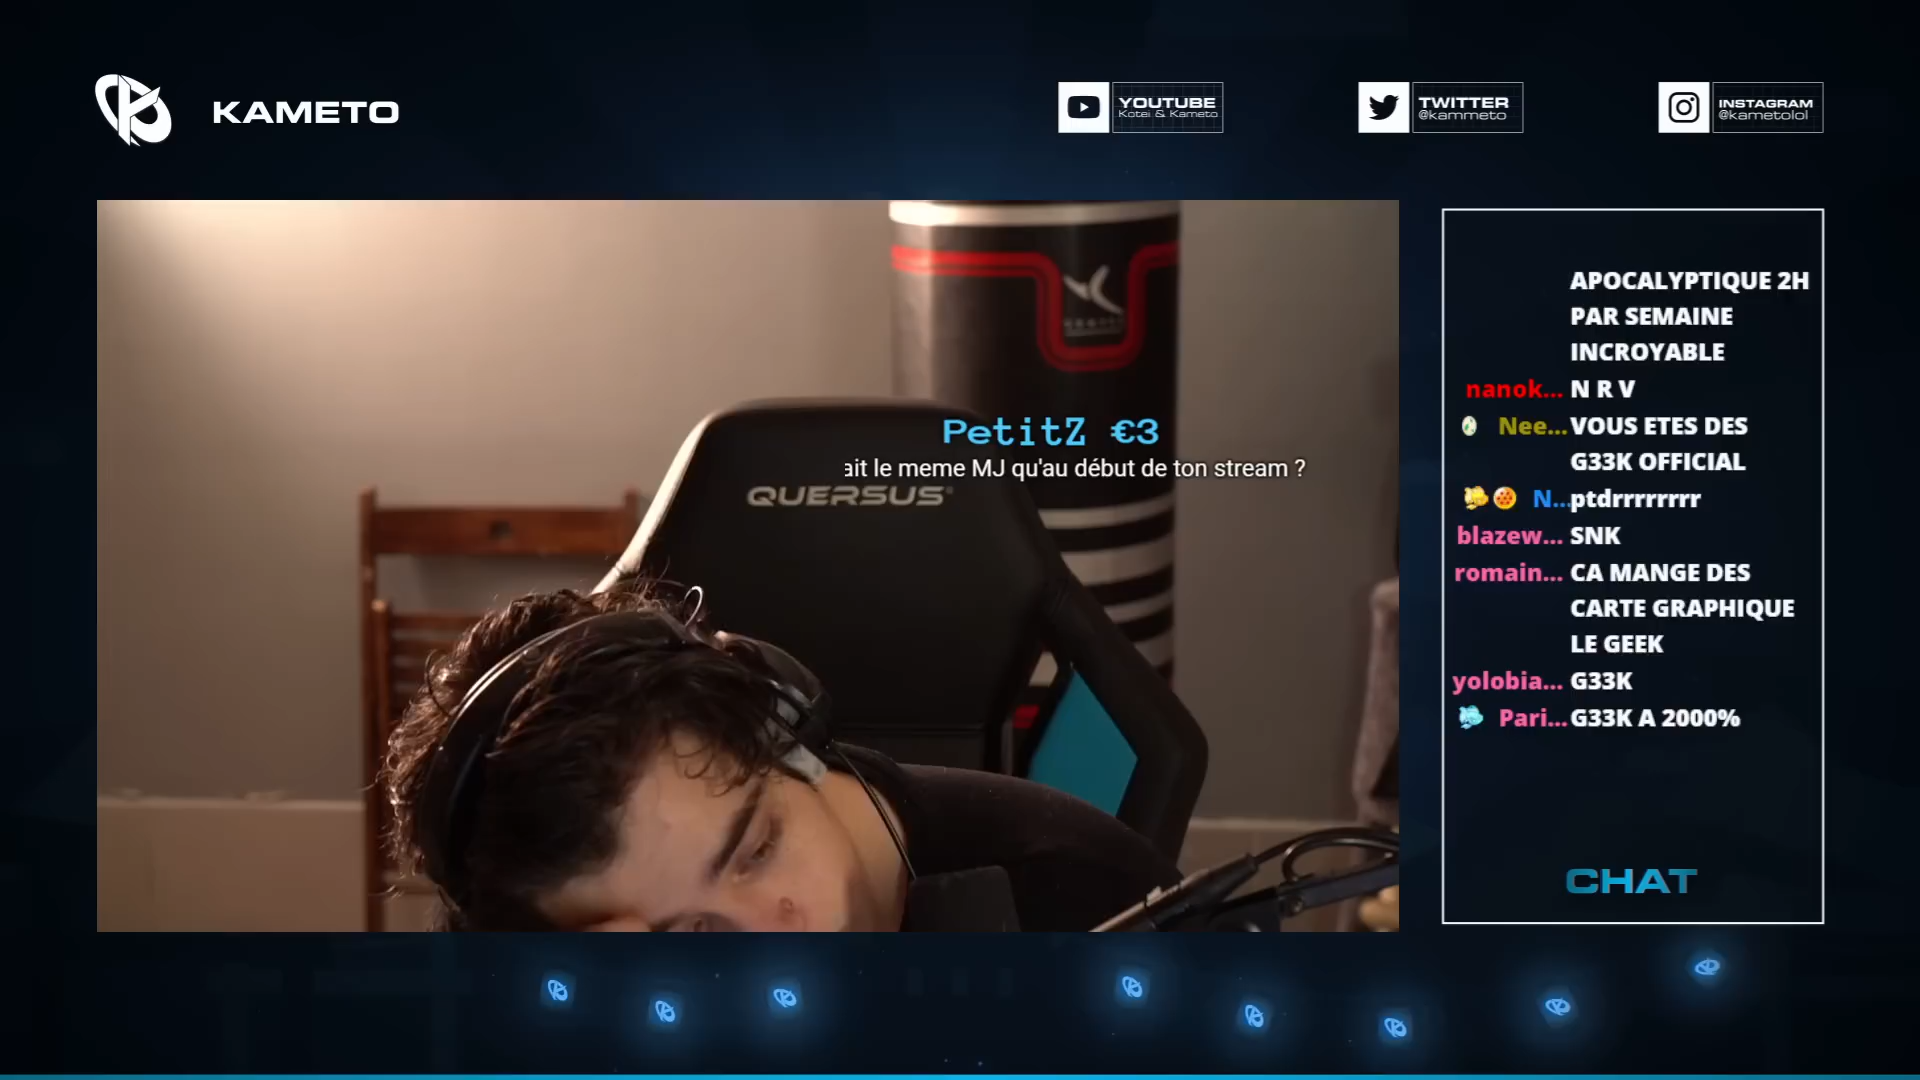 KAMETO
YOUTUBE
Kotei & Kameto
TWITTER
@kammeto
INSTAGRAM
@kametolol
PetitZ €3
ait le meme MJ qu'au début de ton stream ?
QUERSUS
APOCALYPTIQUE 2H
PAR SEMAINE
INCROYABLE
nanok... N R V
Nee... VOUS ETES DES
G33K OFFICIAL
N... ptdrrrrrrrr
blazew... SNK
romain... CA MANGE DES
CARTE GRAPHIQUE
LE GEEK
yolobia... G33K
Pari... G33K A 2000%
CHAT